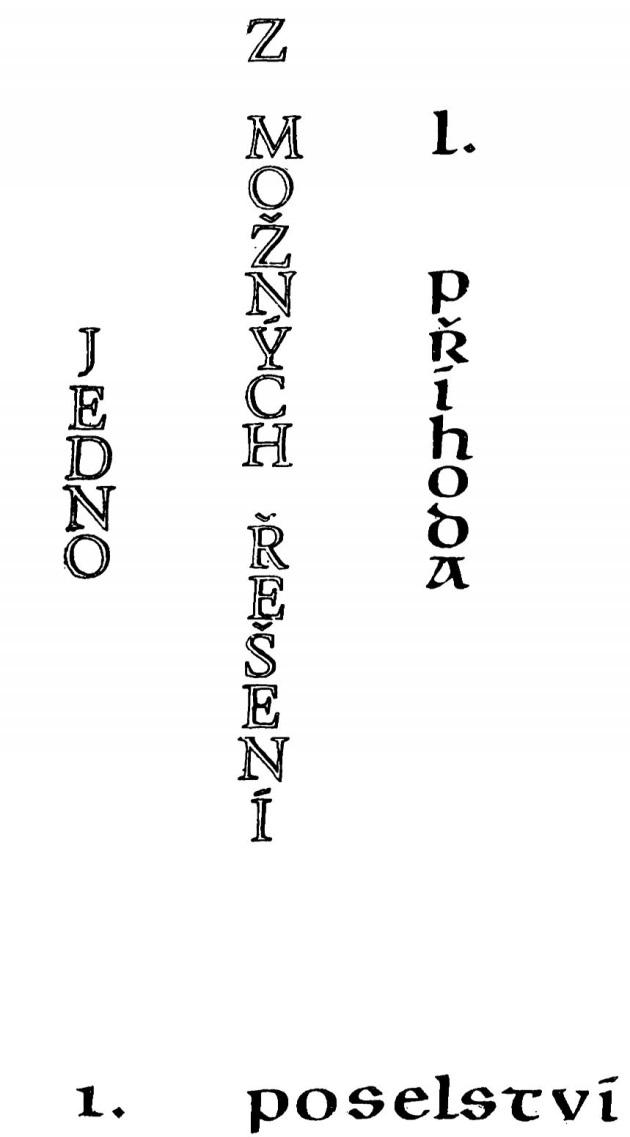 JEDNO
Z MOŽNÝCH ŘEŠENÍ
1. příhoda
1. poselství